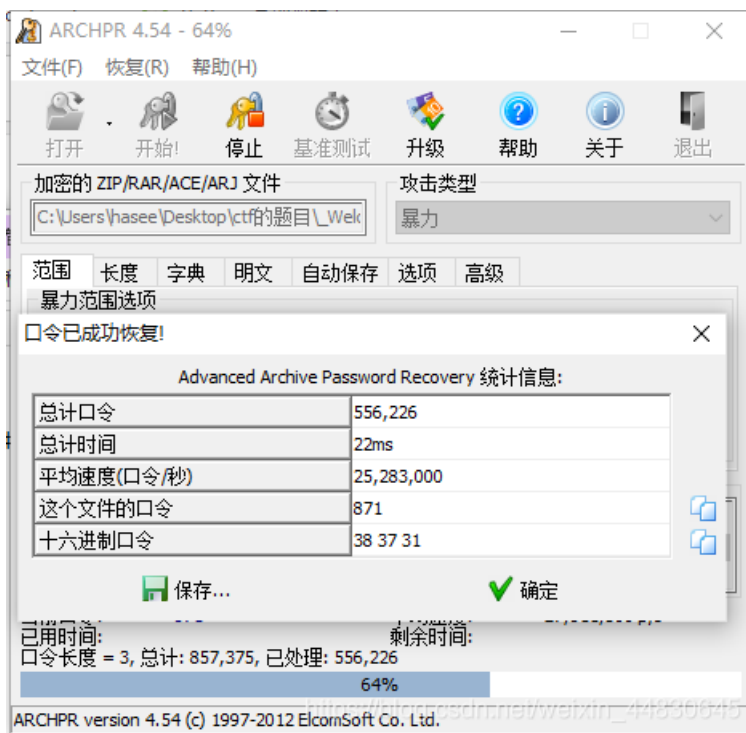 ARCHPR 4.54 - 64%
文件(F) 恢复(R) 帮助(H)
打开 开始! 停止 基准测试 升级 帮助 关于 退出
加密的 ZIP/RAR/ACE/ARJ 文件 攻击类型
C:\Users\hasee\Desktop\ctf的题目\_Welc 暴力
范围 长度 字典 明文 自动保存 选项 高级
暴力范围选项
口令已成功恢复!
Advanced Archive Password Recovery 统计信息:
总计口令 556,226
总计时间 22ms
平均速度(口令/秒) 25,283,000
这个文件的口令 871
十六进制口令 38 37 31
保存... 确定
已用时间: 剩余时间:
口令长度 = 3, 总计: 857,375, 已处理: 556,226
64%
https://blog.csdn.net/weixin_44830645
ARCHPR version 4.54 (c) 1997-2012 ElcomSoft Co. Ltd.